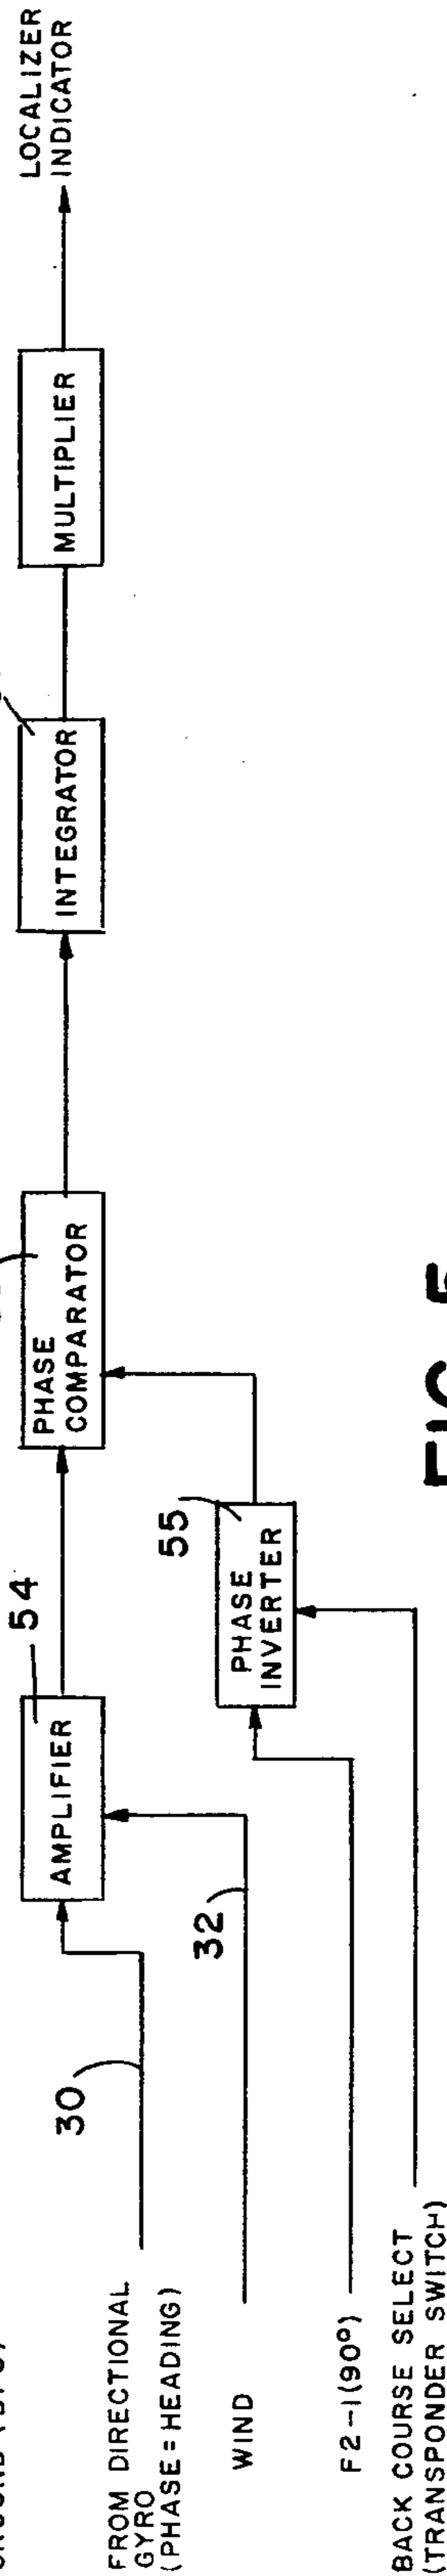 LOCALIZER
INDICATOR
MULTIPLIER
INTEGRATOR
PHASE
COMPARATOR
54
AMPLIFIER
55
PHASE
INVERTER
30
32
FROM DIRECTIONAL
GYRO
(PHASE = HEADING)
WIND
F2-1(90°)
BACK COURSE SELECT
(TRANSPONDER SWITCH)